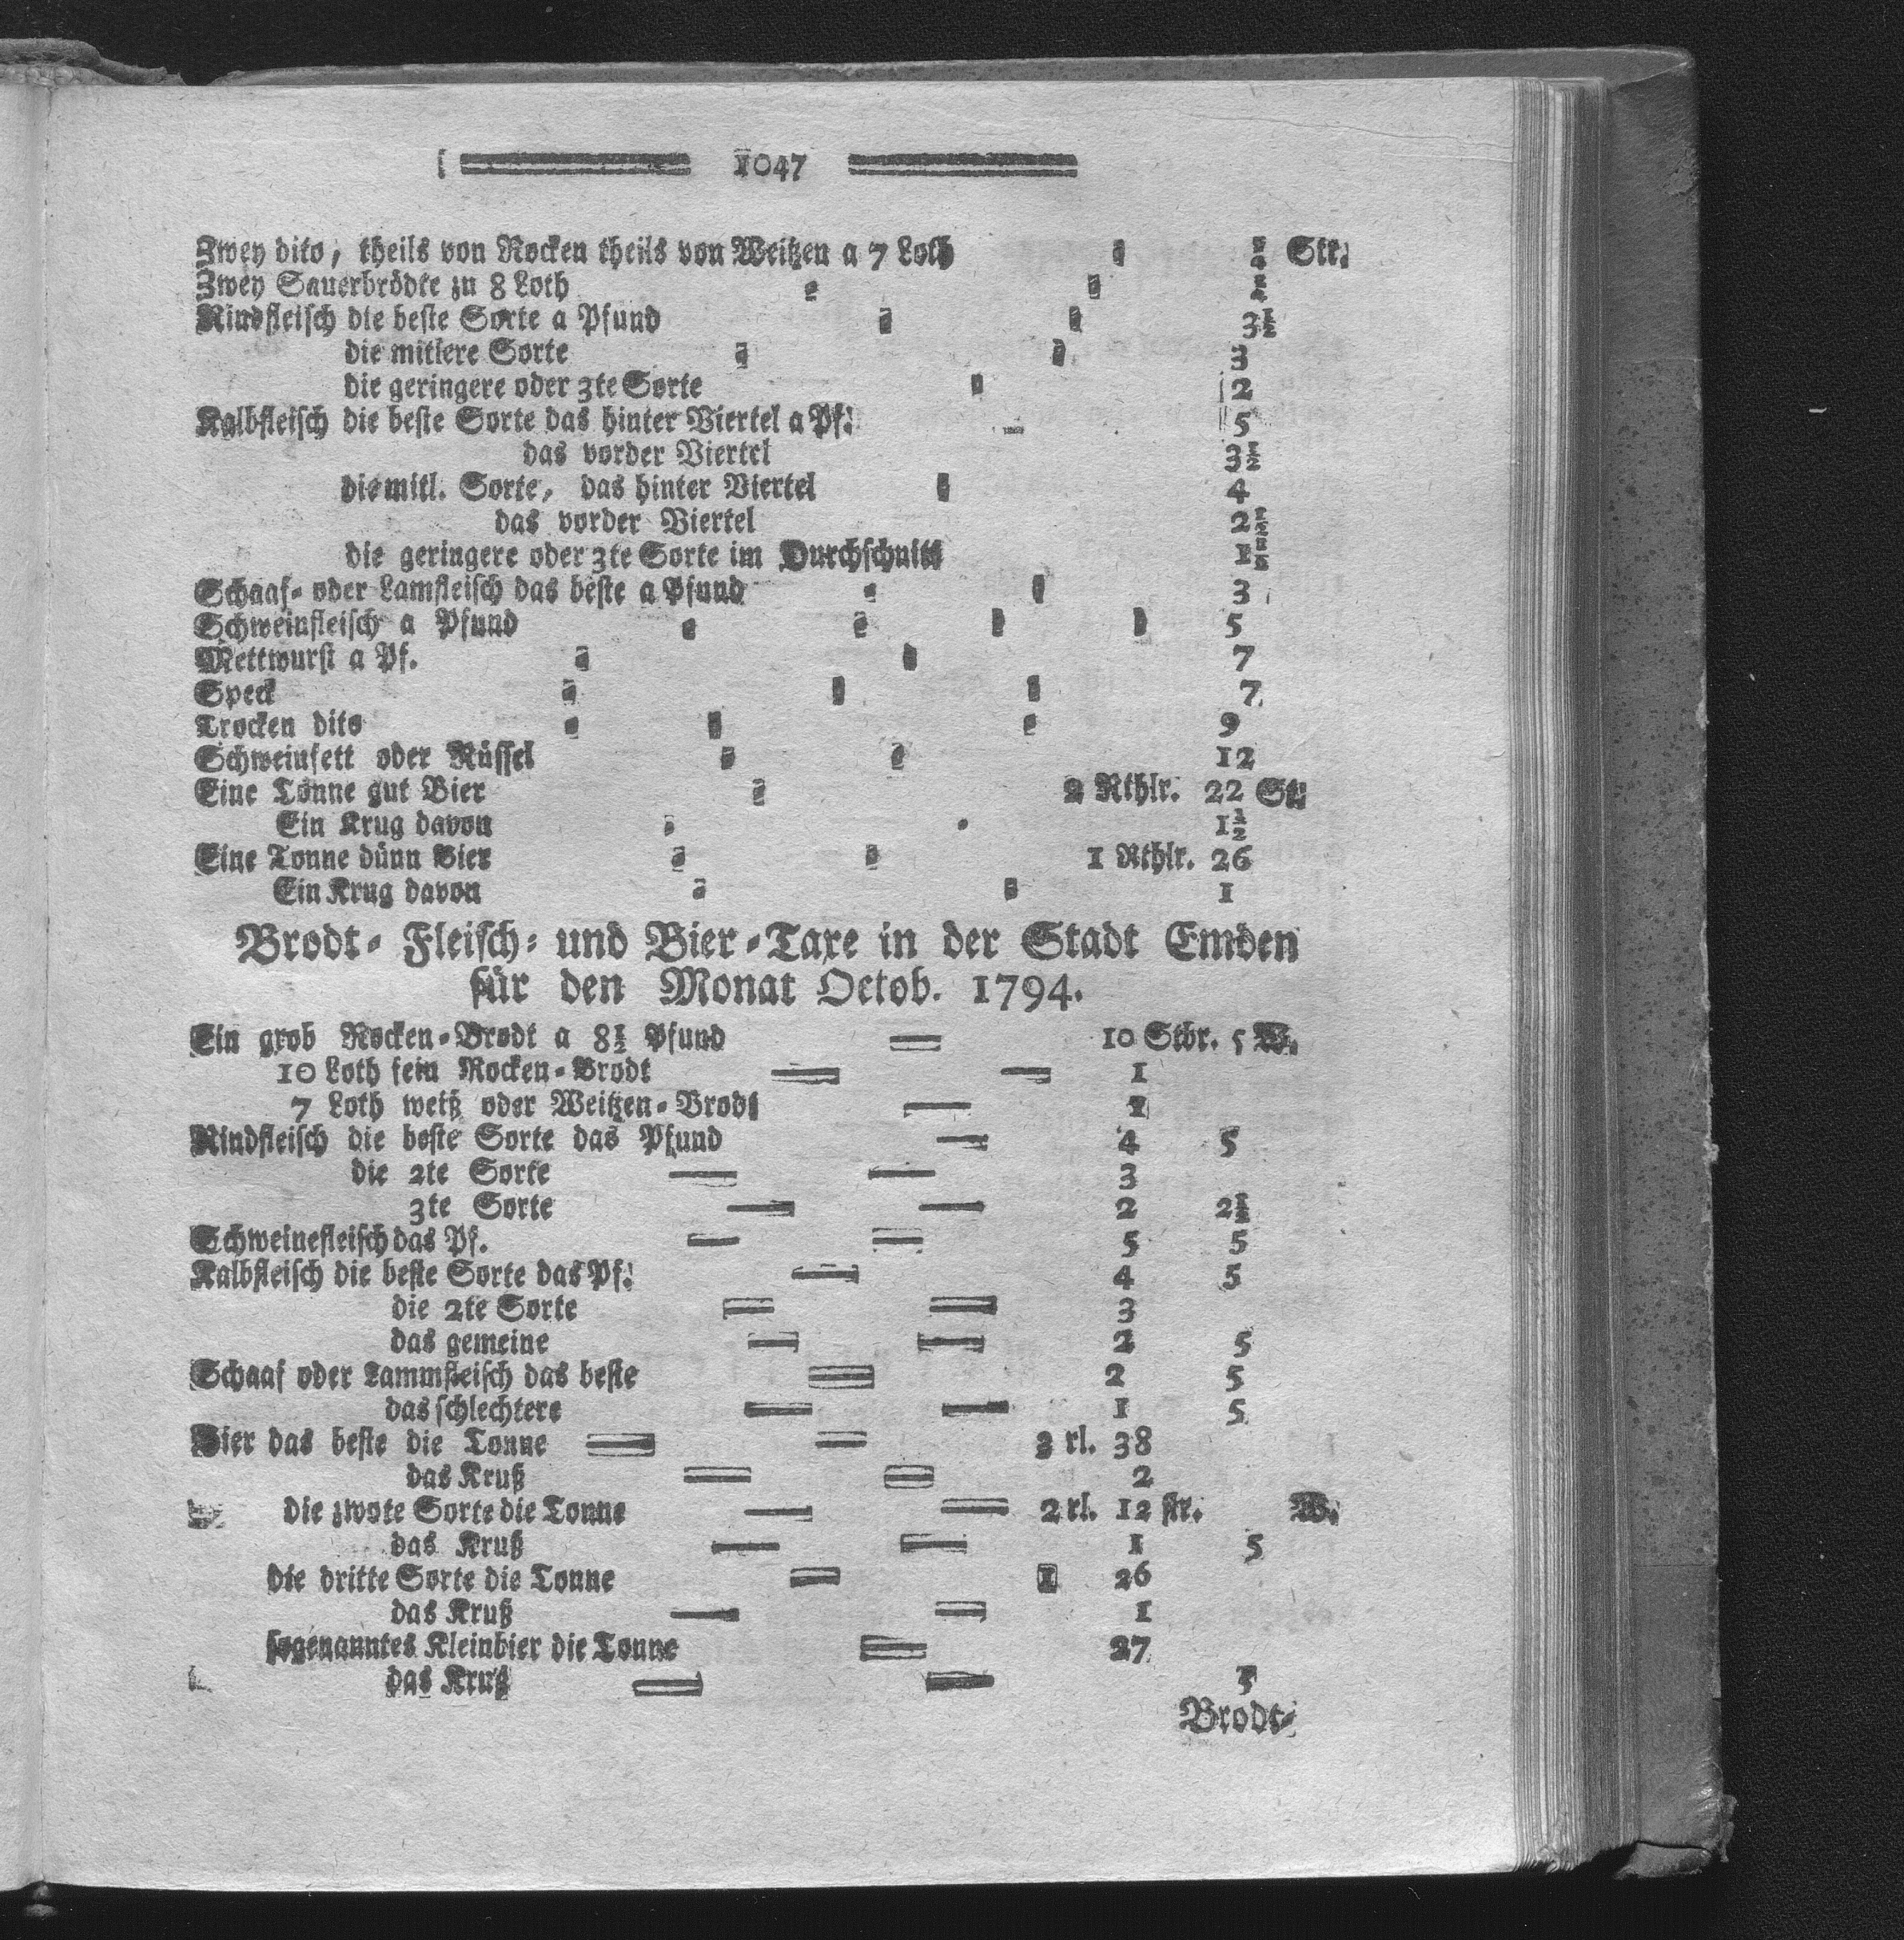 1047
Zwey dito, theils von Rocken theils von Weitzen a 7 Loth Str.
Zwey Sauerbrödte zu 8 Loth
Rindfleisch die beste Sorte a Pfund 3½
die mitlere Sorte 3
die geringere oder 3te Sorte 2
Kalbfleisch die beste Sorte das hinter Viertel a Pf. 5
das vorder Viertel 3½
die mitl. Sorte, das hinter Viertel 4
das vorder Viertel 2½
die geringere oder 3te Sorte im Durchschnitt
Schaaf- oder Lamfleisch das beste a Pfund 3
Schweinfleisch a Pfund 5
Mettwurst a Pf. 7
Speck 7
Trocken dito 9
Schweinfett oder Rüssel 12
Eine Tonne gut Bier 2 Rthlr. 22 St.
Ein Krug davon 1½
Eine Tonne dünn Bier 1 Rthlr. 26
Ein Krug davon 1
Brodt- Fleisch- und Bier-Taxe in der Stadt Emden
für den Monat Octob. 1794.
Ein grob Rocken-Brodt a 8½ Pfund — 10 Stbr. 5 W.
10 Loth fein Rocken-Brodt — — 1
7 Loth weiß oder Weitzen-Brodt — 1
Rindfleisch die beste Sorte das Pfund — 4 5
die 2te Sorte — — 3
3te Sorte — — 2 2½
Schweinefleisch das Pf. — — 5 5
Kalbfleisch die beste Sorte das Pf. — 4 5
die 2te Sorte — — 3
das gemeine — — 2 5
Schaaf oder Lammfleisch das beste — 2 5
das schlechtere — — 1 5
Bier das beste die Tonne — — 3 rl. 38
das Kruß — — 2
die zwote Sorte die Tonne — — 2 rl. 12 str. W.
das Kruß — — 1 5
die dritte Sorte die Tonne — 1 26
das Kruß — — 1
sogenanntes Kleinbier die Tonne — 27
das Kruß — — 5
Brodt-